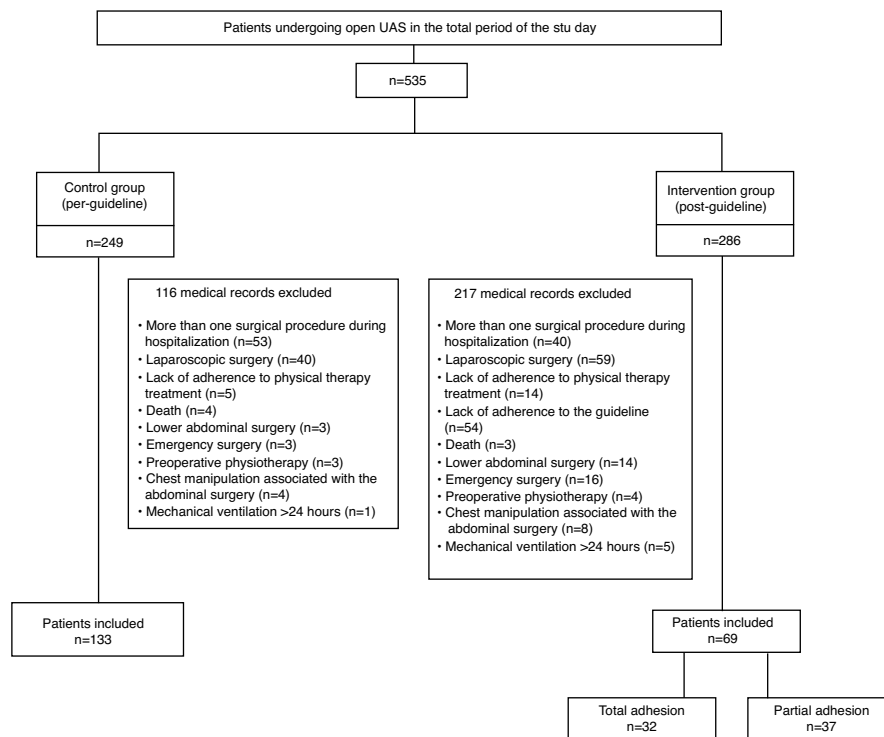 Patients undergoing open UAS in the total period of the stu day
n=535
Control group
(per-guideline)
n=249
Intervention group
(post-guideline)
n=286
116 medical records excluded
• More than one surgical procedure during
hospitalization (n=53)
• Laparoscopic surgery (n=40)
• Lack of adherence to physical therapy
treatment (n=5)
• Death (n=4)
• Lower abdominal surgery (n=3)
• Emergency surgery (n=3)
• Preoperative physiotherapy (n=3)
• Chest manipulation associated with the
abdominal surgery (n=4)
• Mechanical ventilation >24 hours (n=1)
217 medical records excluded
• More than one surgical procedure during
hospitalization (n=40)
• Laparoscopic surgery (n=59)
• Lack of adherence to physical therapy
treatment (n=14)
• Lack of adherence to the guideline
(n=54)
• Death (n=3)
• Lower abdominal surgery (n=14)
• Emergency surgery (n=16)
• Preoperative physiotherapy (n=4)
• Chest manipulation associated with the
abdominal surgery (n=8)
• Mechanical ventilation >24 hours (n=5)
Patients included
n=133
Patients included
n=69
Total adhesion
n=32
Partial adhesion
n=37